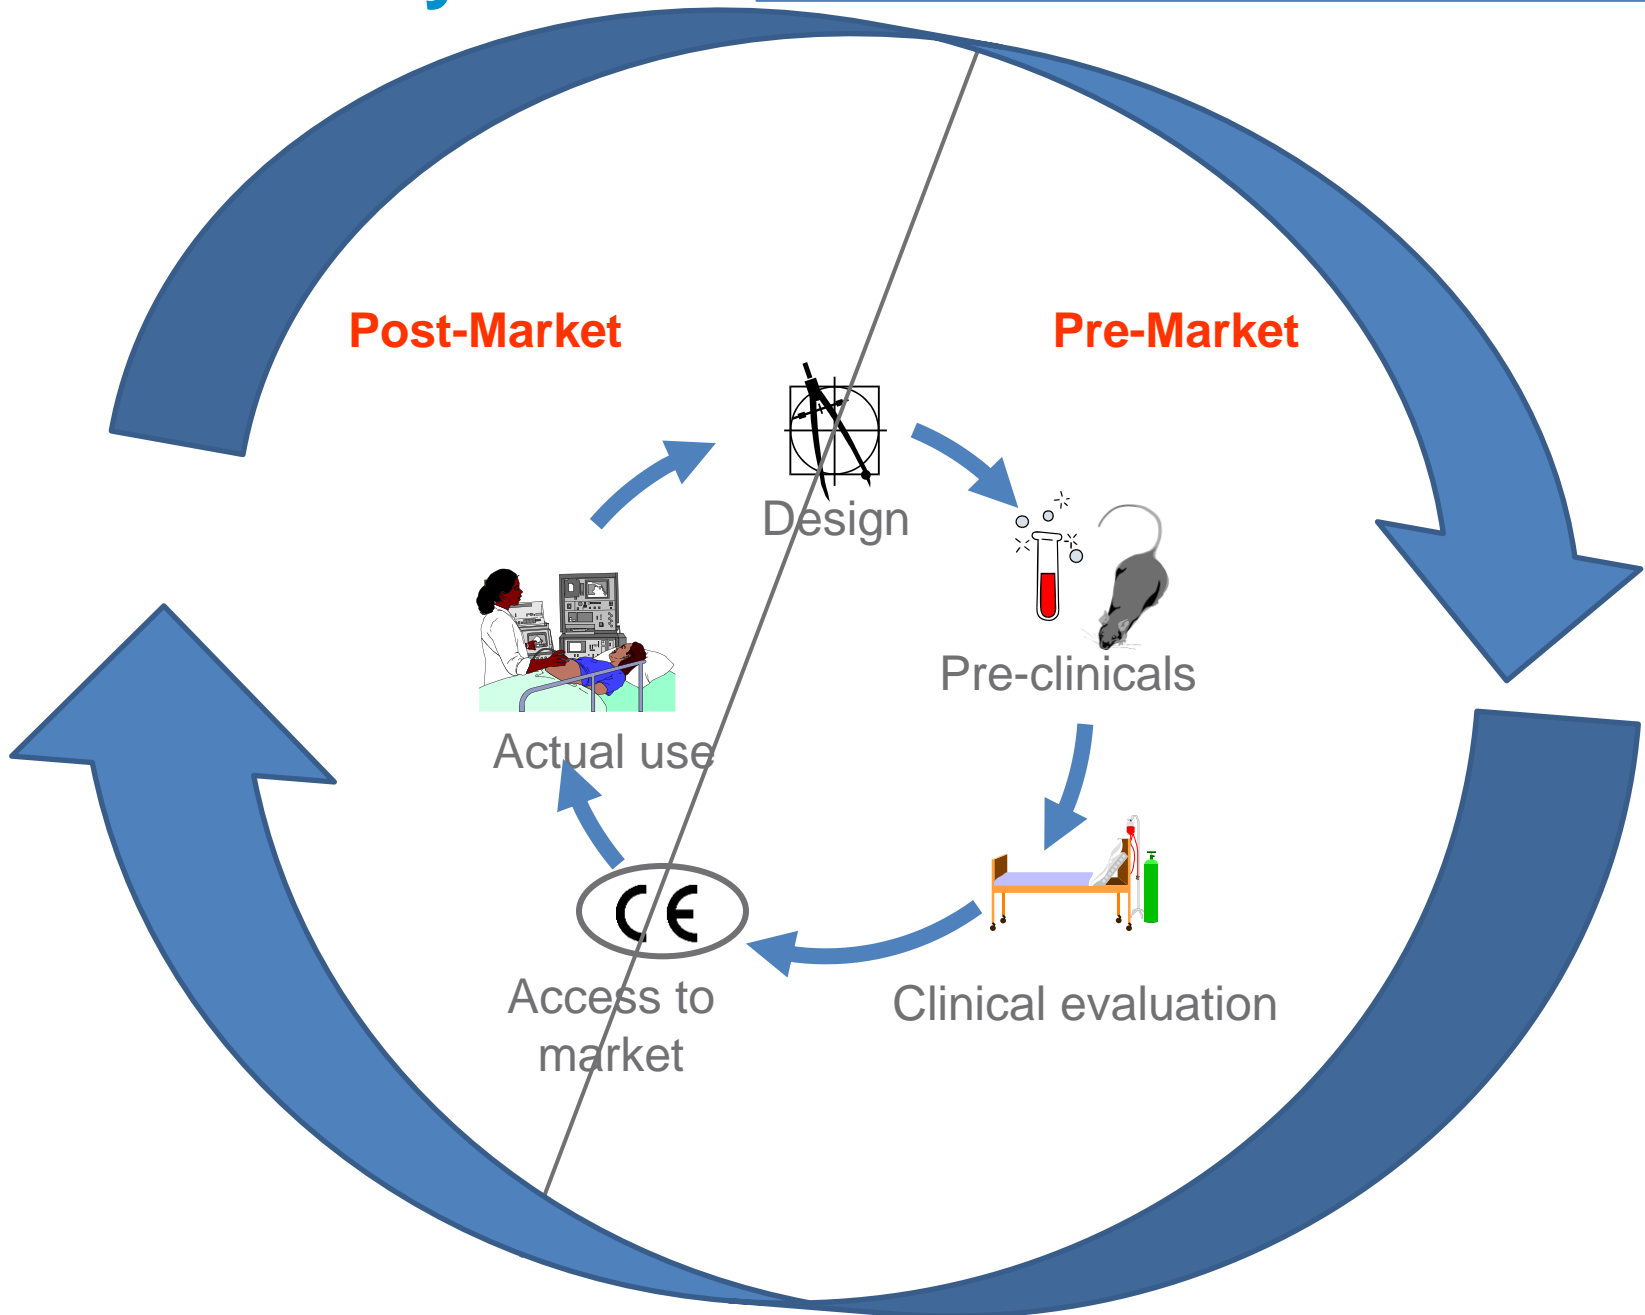 Post-Market
Pre-Market
Design
Pre-clinicals
Actual use
CE
Access to
market
Clinical evaluation